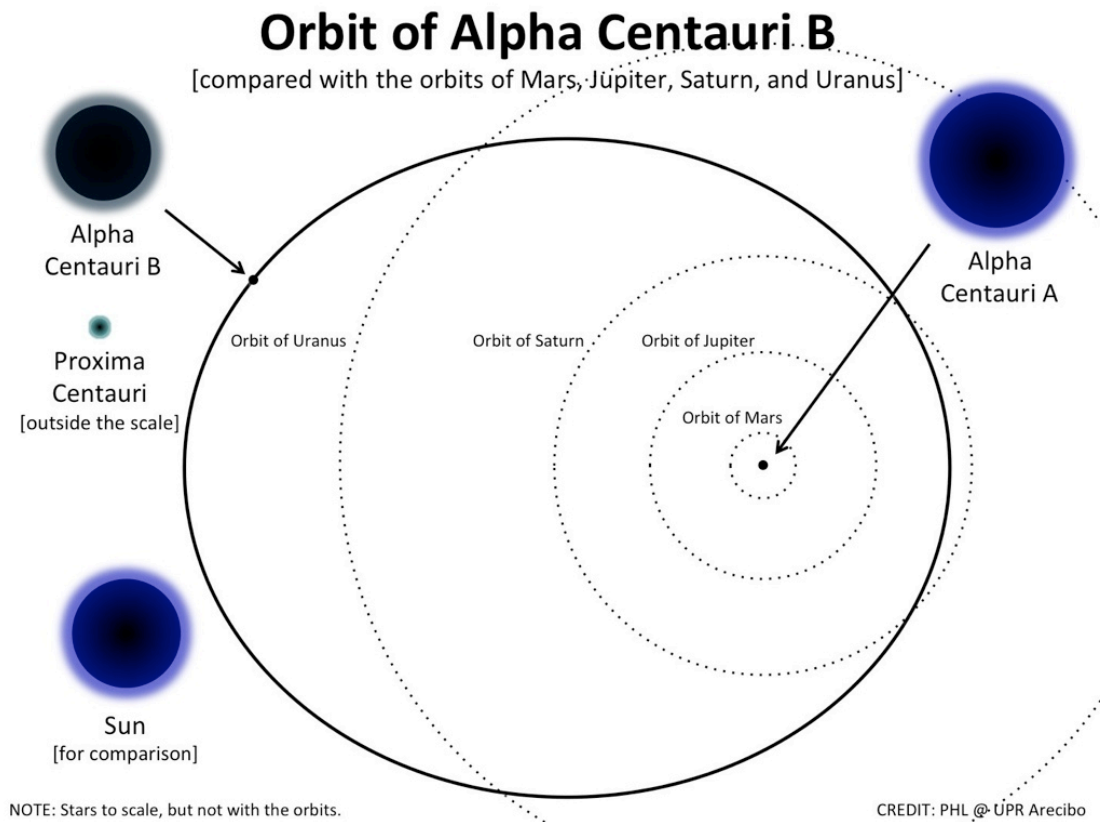 Orbit of Alpha Centauri B
[compared with the orbits of Mars, Jupiter, Saturn, and Uranus]
Alpha
Centauri B
Alpha
Centauri A
Proxima
Centauri
[outside the scale]
Orbit of Uranus
Orbit of Saturn
Orbit of Jupiter
Orbit of Mars
Sun
[for comparison]
NOTE: Stars to scale, but not with the orbits.
CREDIT: PHL @ UPR Arecibo